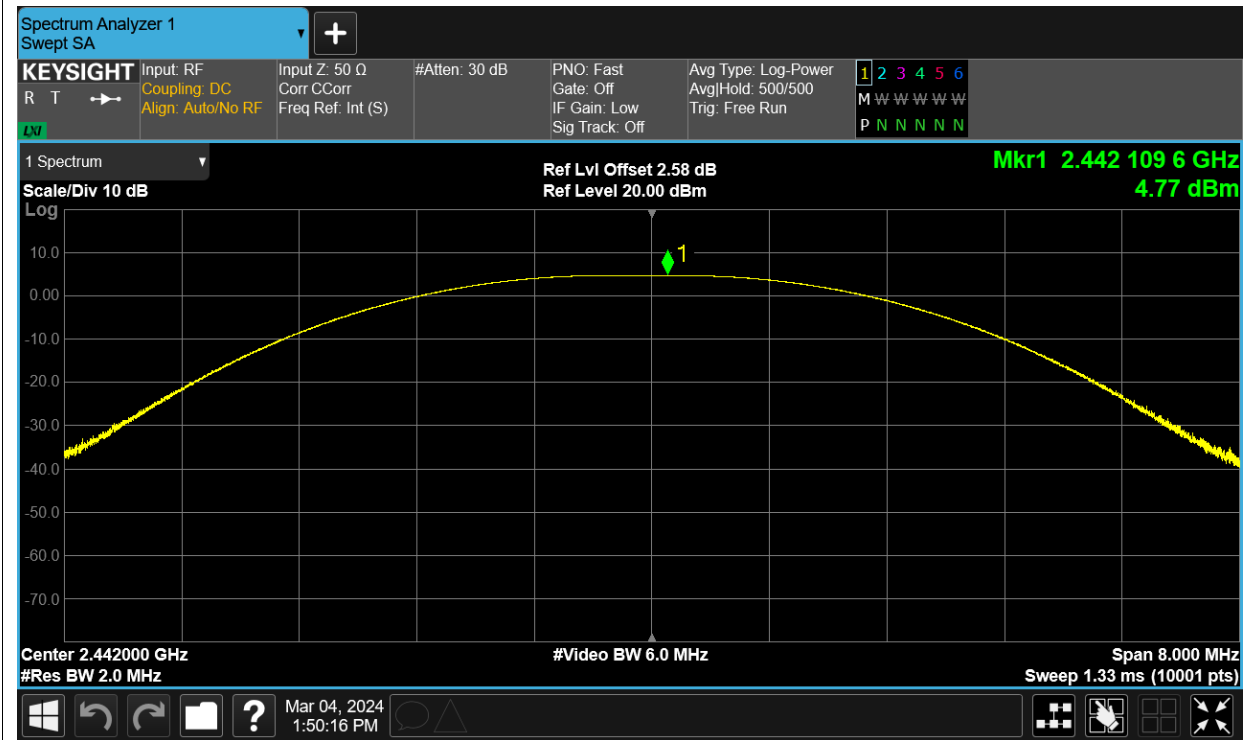 Spectrum Analyzer 1
Swept SA
KEYSIGHT
R T
LXI
Input: RF
Coupling: DC
Align: Auto/No RF
Input Z: 50 Ω
Corr CCorr
Freq Ref: Int (S)
#Atten: 30 dB
PNO: Fast
Gate: Off
IF Gain: Low
Sig Track: Off
Avg Type: Log-Power
Avg|Hold: 500/500
Trig: Free Run
1 2 3 4 5 6
M W W W W W
P N N N N N
1 Spectrum
Scale/Div 10 dB
Ref Lvl Offset 2.58 dB
Ref Level 20.00 dBm
Mkr1 2.442 109 6 GHz
4.77 dBm
Log
10.0
0.00
-10.0
-20.0
-30.0
-40.0
-50.0
-60.0
-70.0
1
Center 2.442000 GHz
#Res BW 2.0 MHz
#Video BW 6.0 MHz
Span 8.000 MHz
Sweep 1.33 ms (10001 pts)
?
Mar 04, 2024
1:50:16 PM